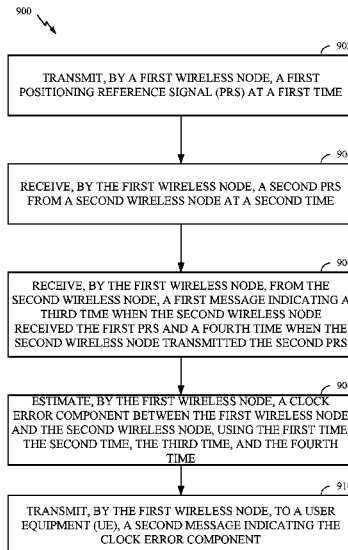 900
TRANSMIT, BY A FIRST WIRELESS NODE, A FIRST
POSITIONING REFERENCE SIGNAL (PRS) AT A FIRST TIME
RECEIVE, BY THE FIRST WIRELESS NODE, A SECOND PRS
FROM A SECOND WIRELESS NODE AT A SECOND TIME
RECEIVE, BY THE FIRST WIRELESS NODE, FROM THE
SECOND WIRELESS NODE, A FIRST MESSAGE INDICATING A
THIRD TIME WHEN THE SECOND WIRELESS NODE
RECEIVED THE FIRST PRS AND A FOURTH TIME WHEN THE
SECOND WIRELESS NODE TRANSMITTED THE SECOND PRS
ESTIMATE, BY THE FIRST WIRELESS NODE, A CLOCK
ERROR COMPONENT BETWEEN THE FIRST WIRELESS NODE
AND THE SECOND WIRELESS NODE, USING THE FIRST TIME,
THE SECOND TIME, THE THIRD TIME, AND THE FOURTH
TIME
910
TRANSMIT, BY THE FIRST WIRELESS NODE, TO A USER
EQUIPMENT (UE), A SECOND MESSAGE INDICATING THE
CLOCK ERROR COMPONENT